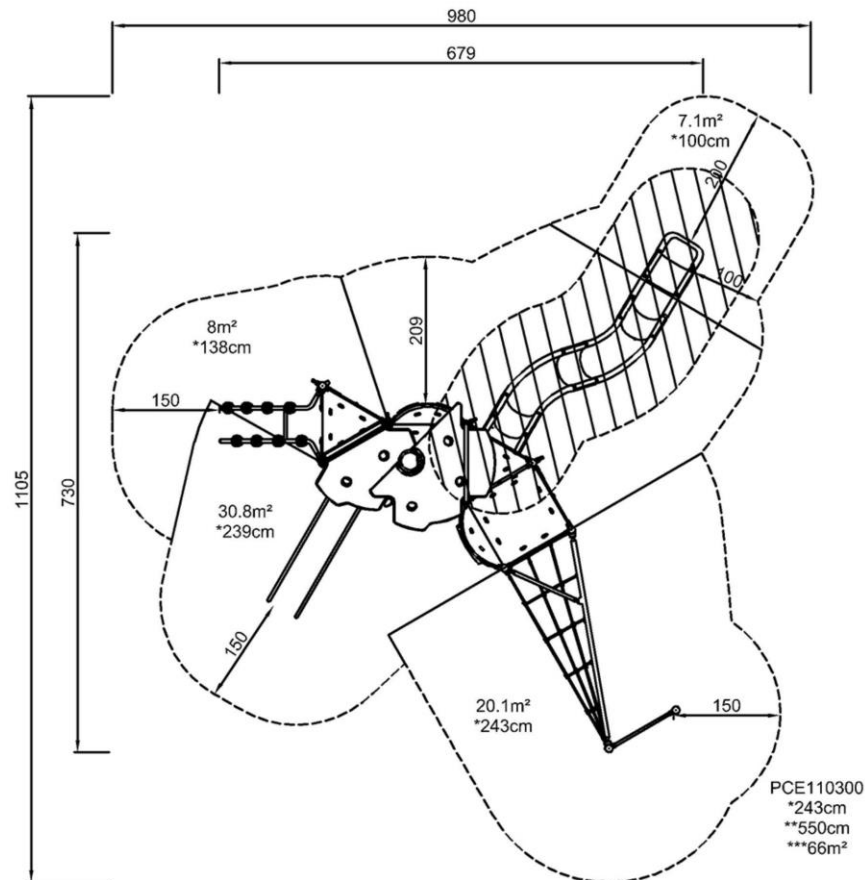 980
679
7.1m²
*100cm
200
100
209
8m²
*138cm
150
1105
730
30.8m²
*239cm
150
20.1m²
*243cm
150
PCE110300
*243cm
**550cm
***66m²